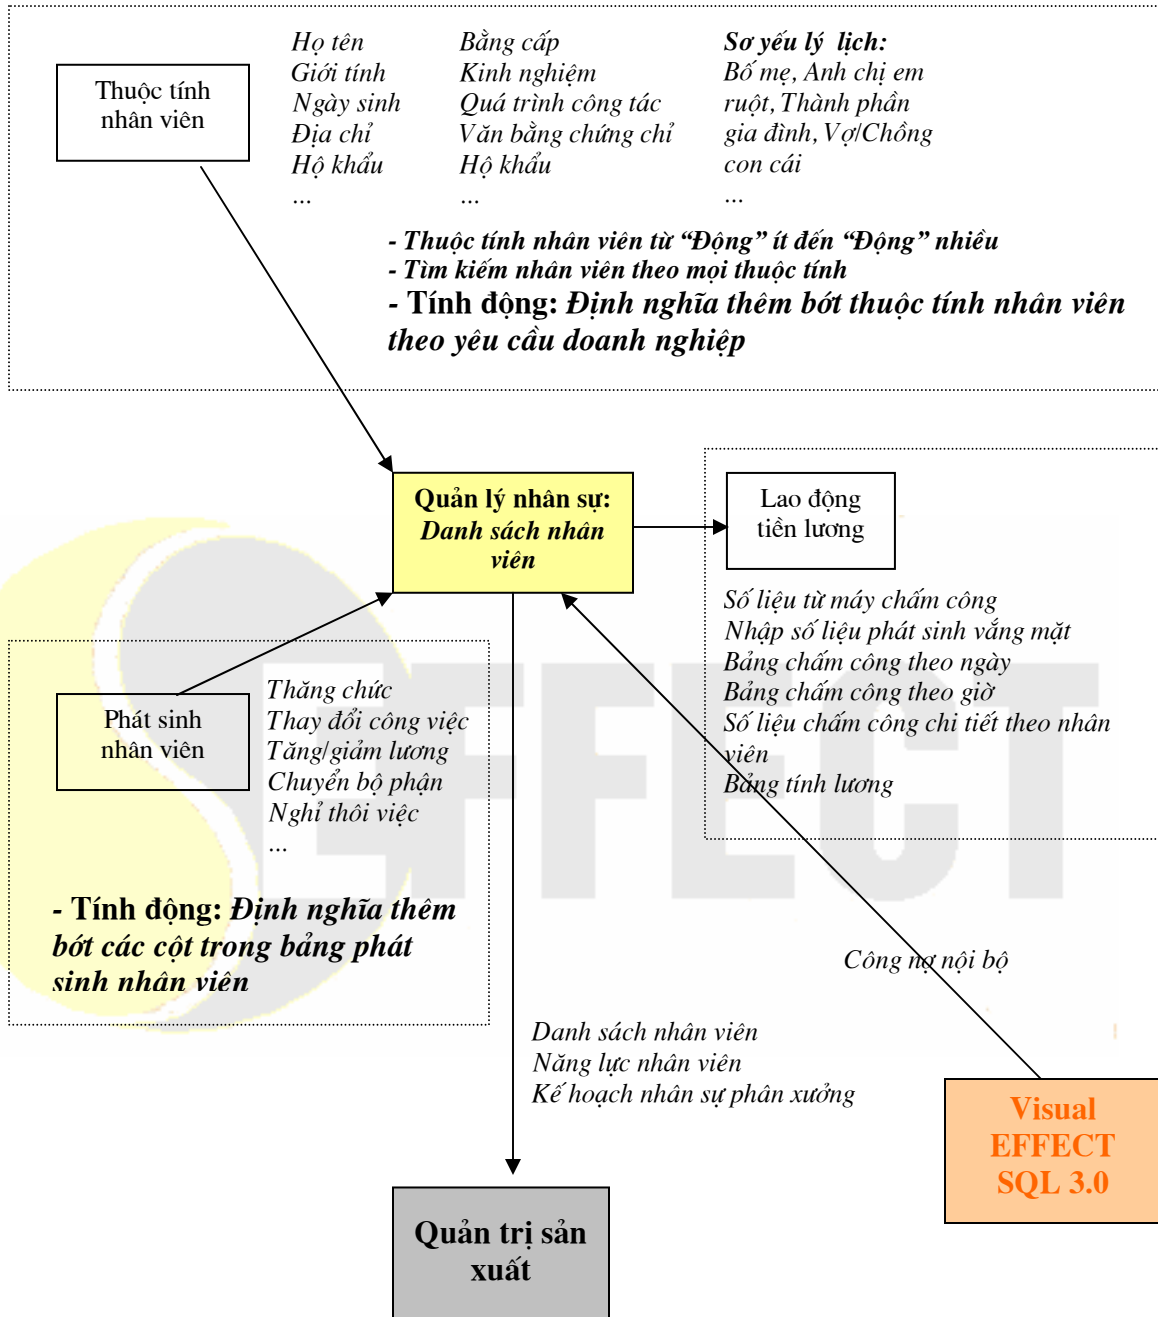 Thuộc tính
nhân viên
Họ tên
Giới tính
Ngày sinh
Địa chỉ
Hộ khẩu
...
Bằng cấp
Kinh nghiệm
Quá trình công tác
Văn bằng chứng chỉ
Hộ khẩu
...
Sơ yếu lý lịch:
Bố mẹ, Anh chị em
ruột, Thành phần
gia đình, Vợ/Chồng
con cái
...
- Thuộc tính nhân viên từ “Động” ít đến “Động” nhiều
- Tìm kiếm nhân viên theo mọi thuộc tính
- Tính động: Định nghĩa thêm bớt thuộc tính nhân viên
theo yêu cầu doanh nghiệp
Quản lý nhân sự:
Danh sách nhân
viên
Lao động
tiền lương
Số liệu từ máy chấm công
Nhập số liệu phát sinh vắng mặt
Bảng chấm công theo ngày
Bảng chấm công theo giờ
Số liệu chấm công chi tiết theo nhân
viên
Bảng tính lương
Phát sinh
nhân viên
Thăng chức
Thay đổi công việc
Tăng/giảm lương
Chuyển bộ phận
Nghỉ thôi việc
...
- Tính động: Định nghĩa thêm
bớt các cột trong bảng phát
sinh nhân viên
EFFECT
Công nợ nội bộ
Danh sách nhân viên
Năng lực nhân viên
Kế hoạch nhân sự phân xưởng
Visual
EFFECT
SQL 3.0
Quản trị sản
xuất